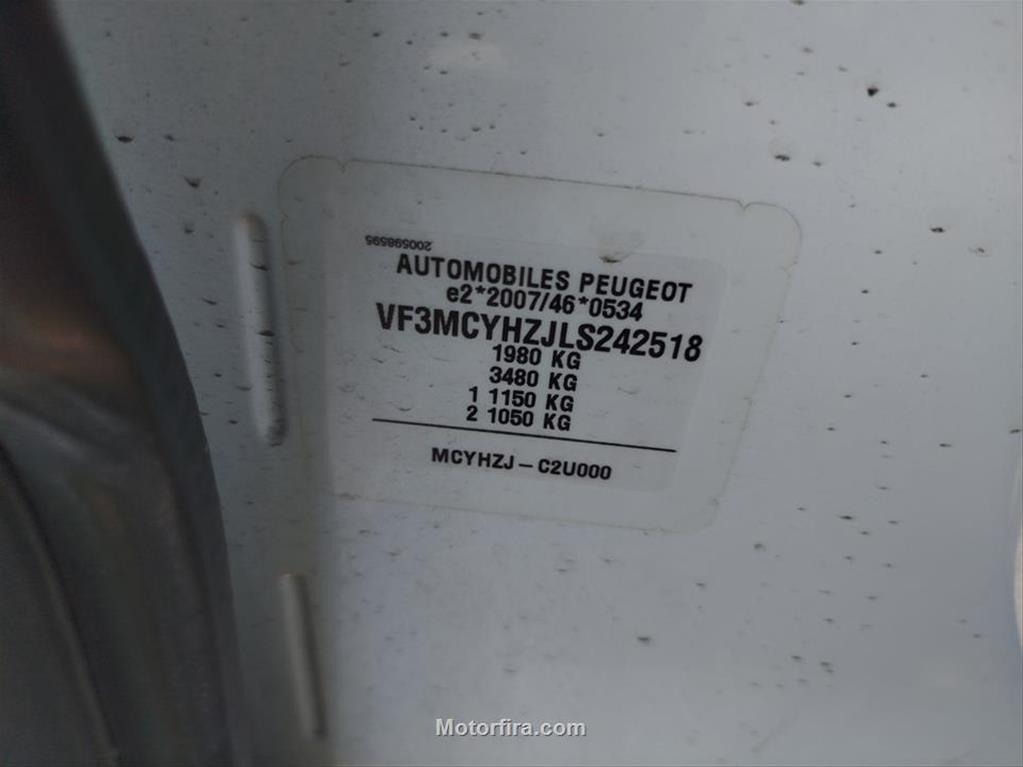 200598595
AUTOMOBILES PEUGEOT
e2*2007/46*0534
VF3MCYHZJLS242518
1980 KG
3480 KG
1 1150 KG
2 1050 KG
MCYHZJ – C2U000
Motorfira.com